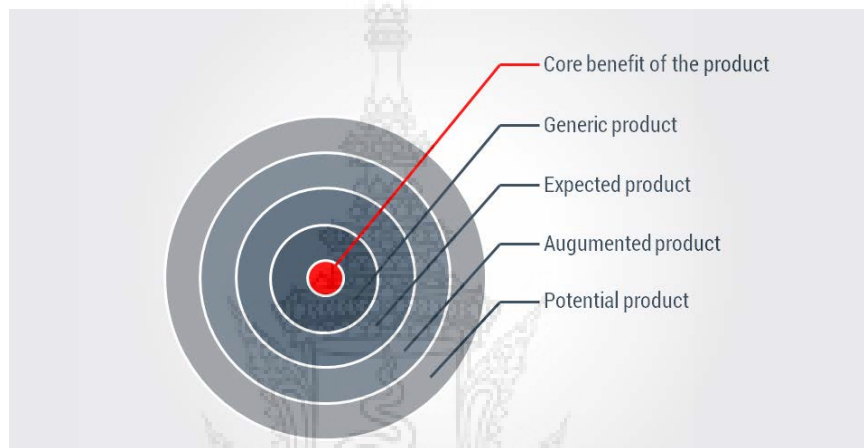 Core benefit of the product
Generic product
Expected product
Augumented product
Potential product